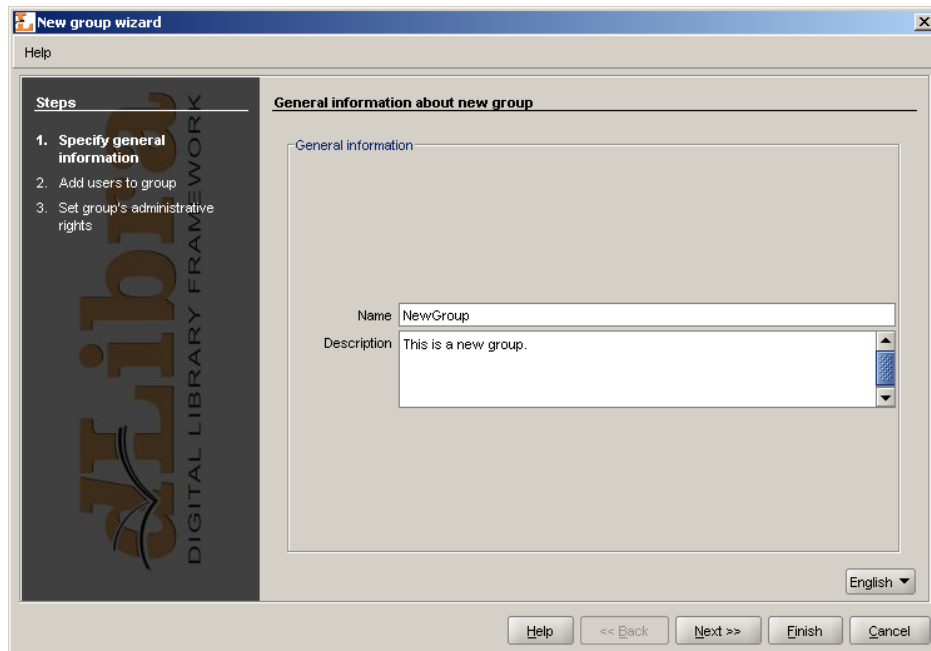 New group wizard
Help
Steps
1. Specify general
information
2. Add users to group
3. Set group's administrative
rights
dLibra
DIGITAL LIBRARY FRAMEWORK
General information about new group
General information
Name NewGroup
Description This is a new group.
English
Help << Back Next >> Finish Cancel